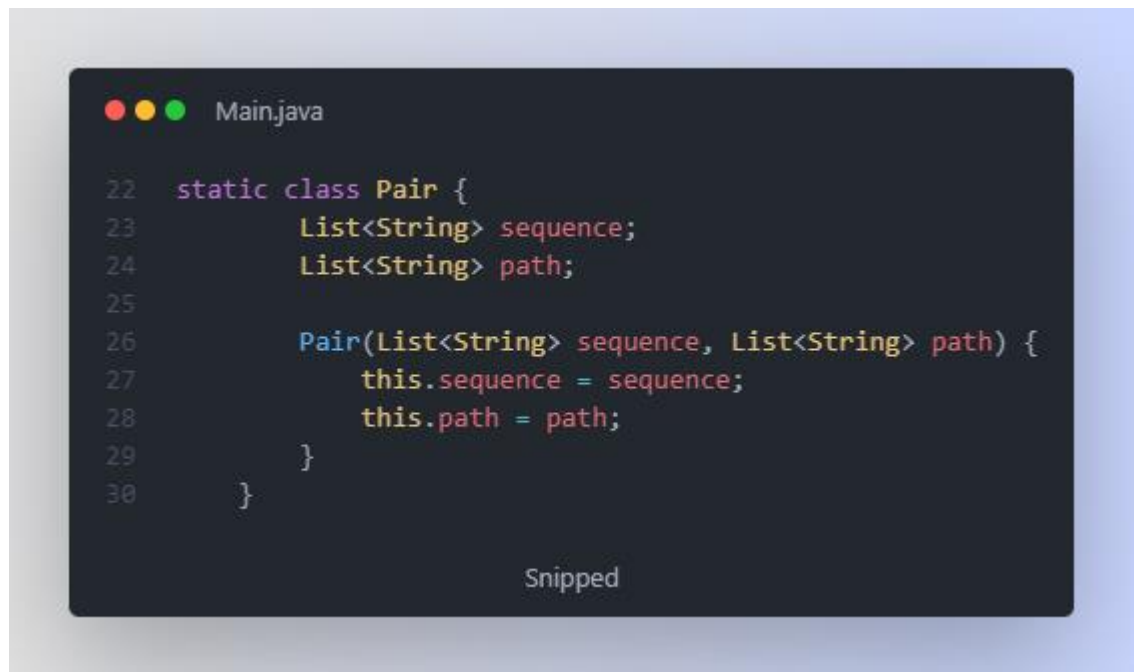 Main.java
22 static class Pair {
23 List<String> sequence;
24 List<String> path;
25
26 Pair(List<String> sequence, List<String> path) {
27 this.sequence = sequence;
28 this.path = path;
29 }
30 }
Snipped